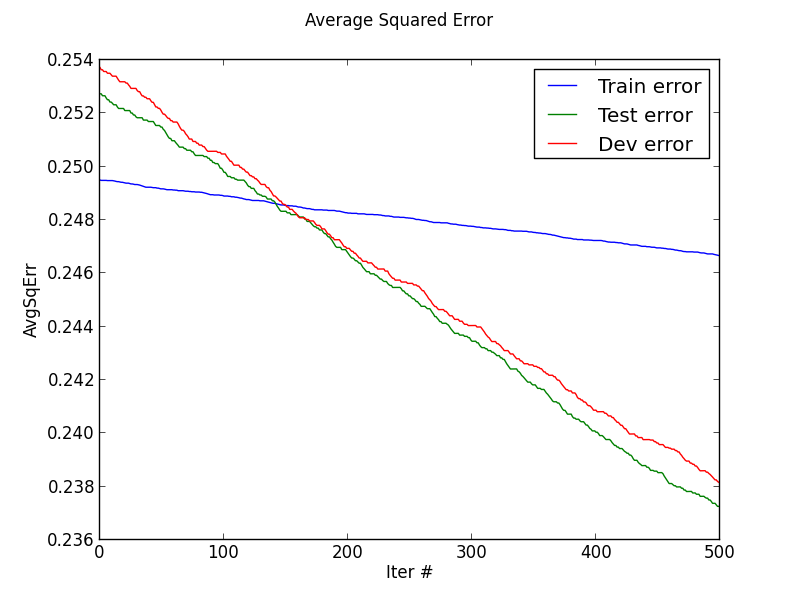 Average Squared Error
0.254
0.252
0.250
0.248
0.246
0.244
0.242
0.240
0.238
0.236
AvgSqErr
Train error
Test error
Dev error
0 100 200 300 400 500
Iter #